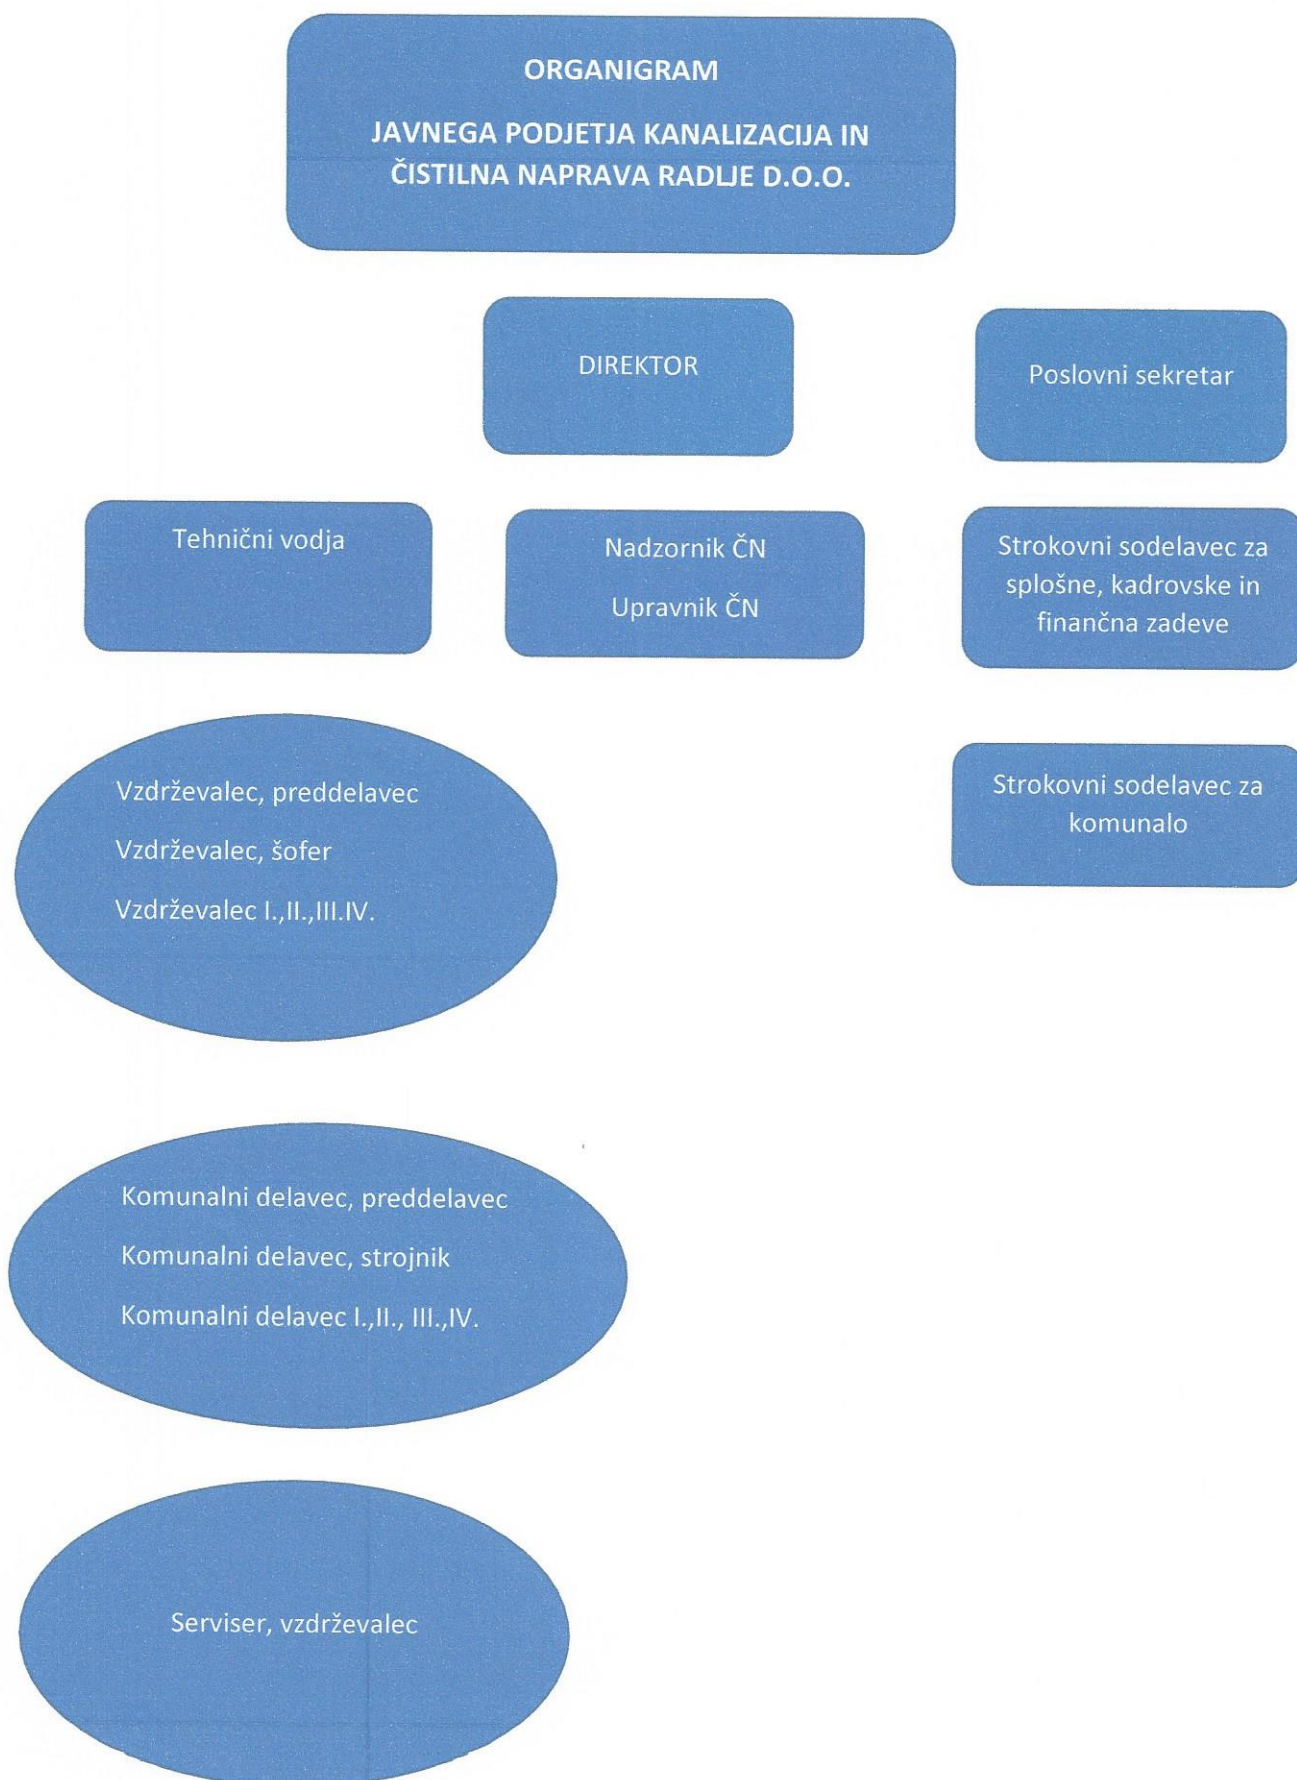 ORGANIGRAM
JAVNEGA PODJETJA KANALIZACIJA IN
ČISTILNA NAPRAVA RADLJE D.O.O.
DIREKTOR
Poslovni sekretar
Tehnični vodja
Nadzornik ČN
Upravnik ČN
Strokovni sodelavec za
splošne, kadrovske in
finančna zadeve
Vzdrževalec, preddelavec
Vzdrževalec, šofer
Vzdrževalec I.,II.,III.IV.
Strokovni sodelavec za
komunalo
Komunalni delavec, preddelavec
Komunalni delavec, strojnik
Komunalni delavec I.,II., III.,IV.
Serviser, vzdrževalec